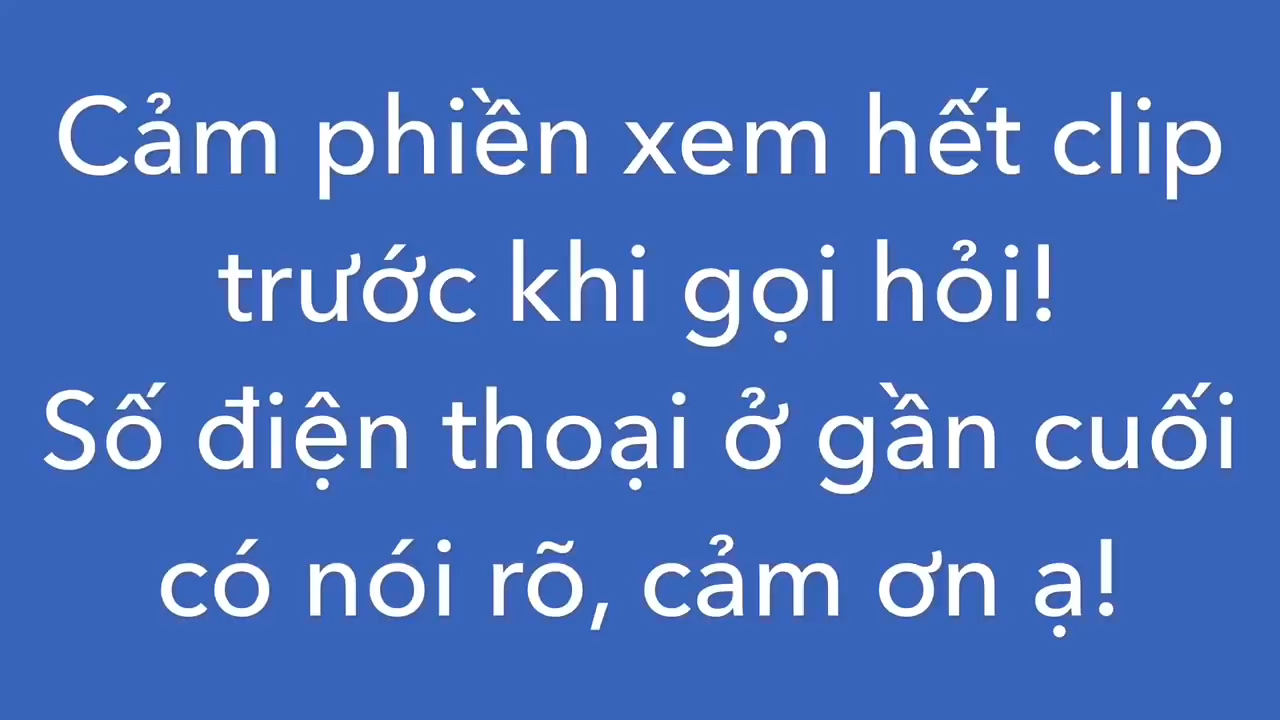 Cảm phiền xem hết clip
trước khi gọi hỏi!
Số điện thoại ở gần cuối
có nói rõ, cảm ơn ạ!